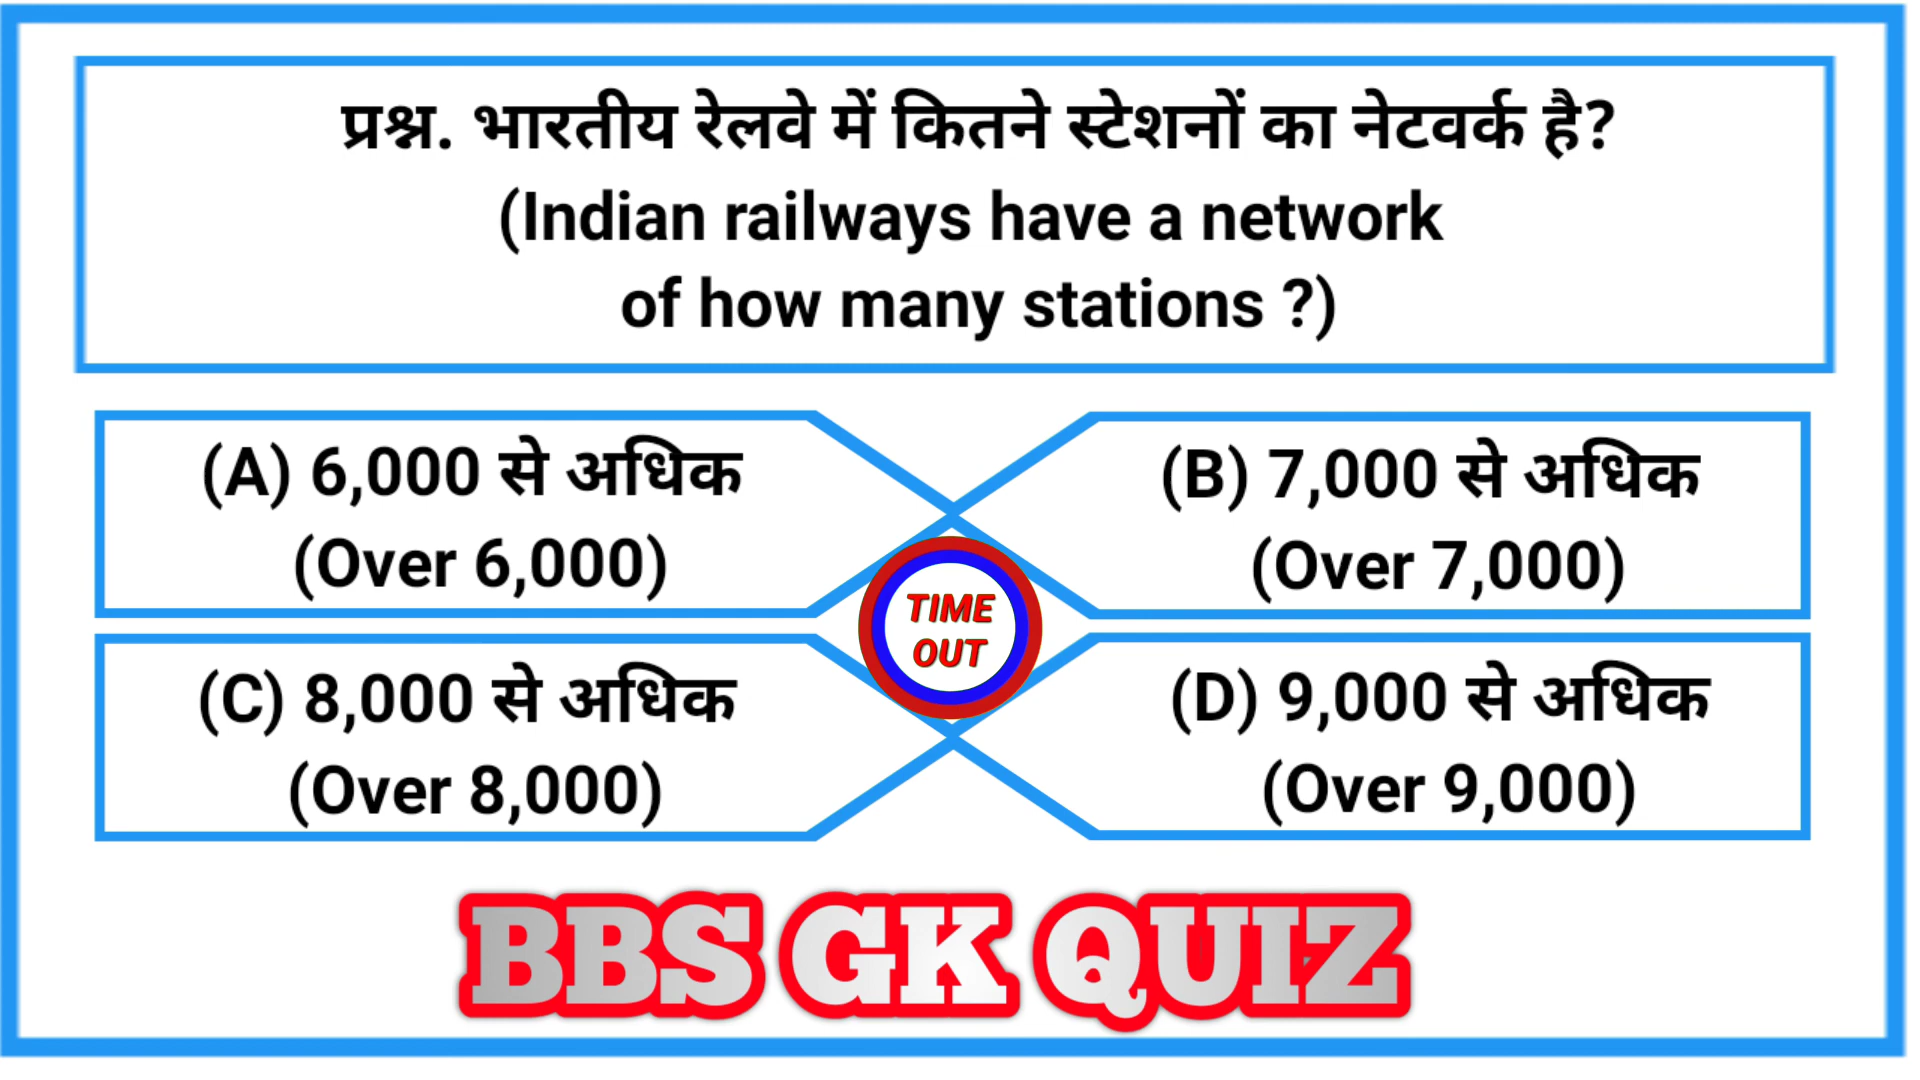 प्रश्न. भारतीय रेलवे में कितने स्टेशनों का नेटवर्क है?
(Indian railways have a network
of how many stations ?)
(A) 6,000 से अधिक
(Over 6,000)
(B) 7,000 से अधिक
(Over 7,000)
TIME
OUT
(C) 8,000 से अधिक
(Over 8,000)
(D) 9,000 से अधिक
(Over 9,000)
BBS GK QUIZ